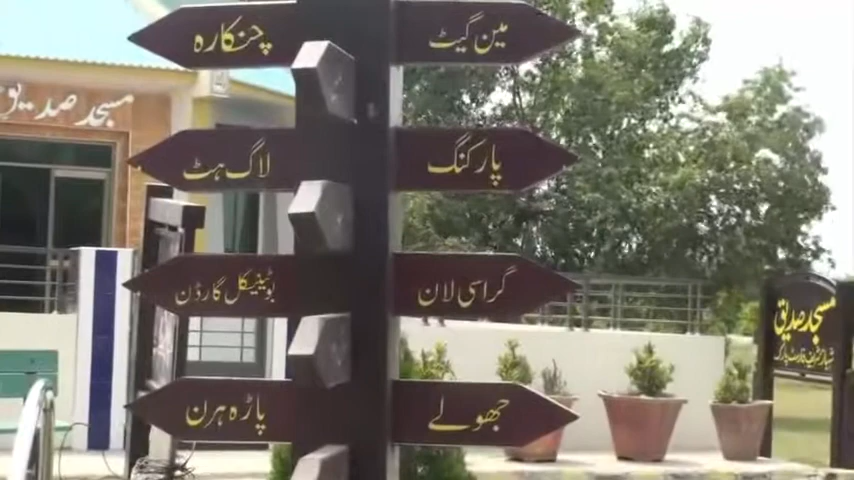 مین گیٹ
چنکارہ
مسجد صدیق
پارکنگ
لاگ ہٹ
گراسی لان
بوٹینیکل گارڈن
جھولے
پاڑہ ہرن
مسجد صدیق